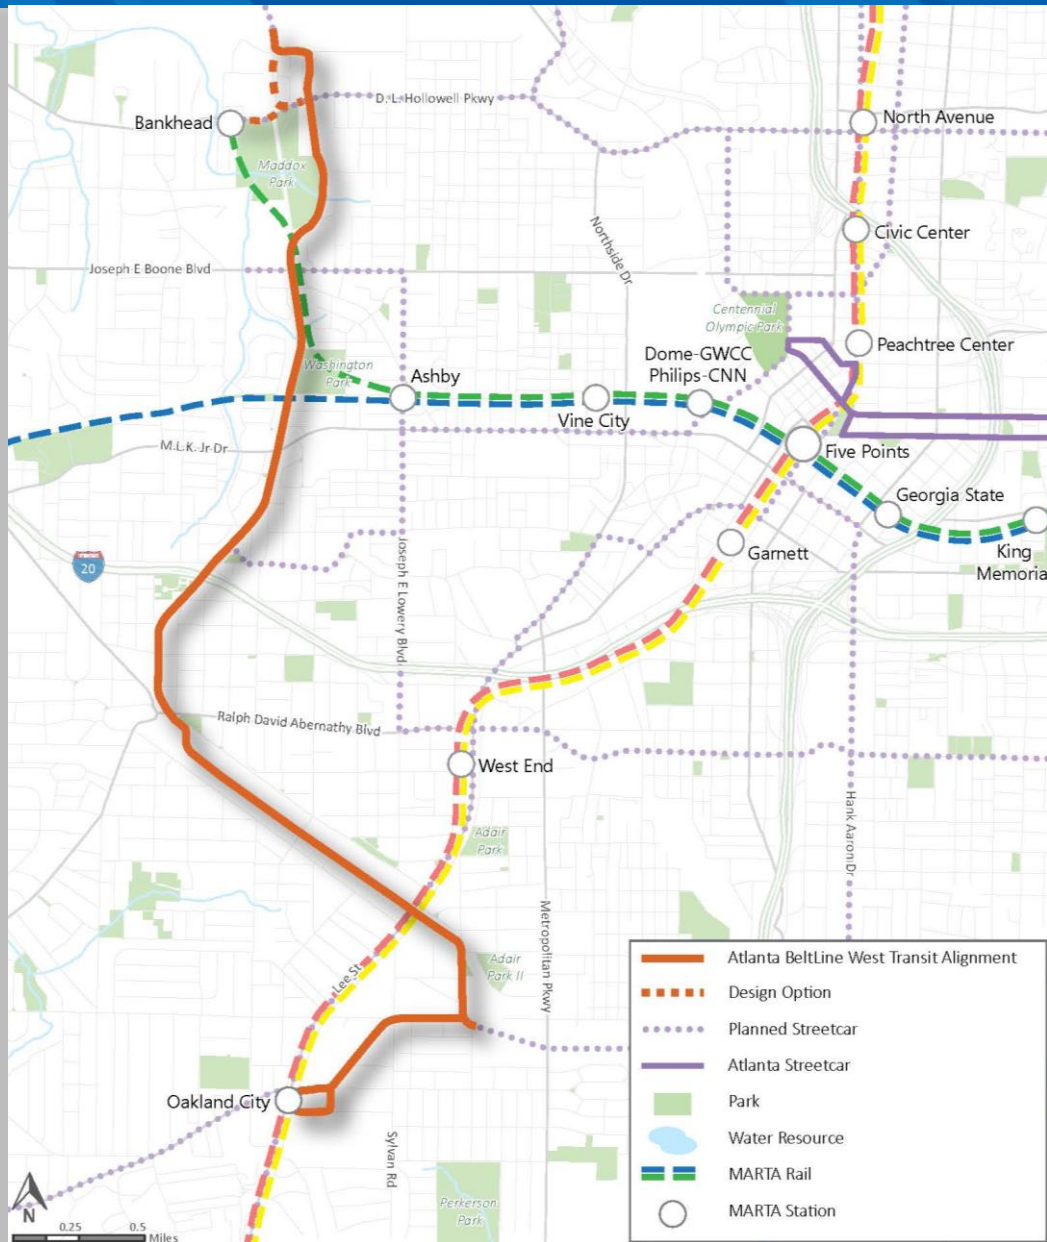 D. L. Hollowell Pkwy
Bankhead
North Avenue
Maddox
Park
Northside Dr
Civic Center
Joseph E Boone Blvd
Centennial
Olympic Park
Peachtree Center
Washington
Park
Ashby
Dome-GWCC
Philips-CNN
Vine City
M.L.K. Jr Dr
Five Points
Georgia State
King
Memoria
Garnett
20
Joseph E Lowery Blvd
Ralph David Abernathy Blvd
West End
Hank Aaron Dr
Adair
Park
Metropolitan Pkwy
Lee St
Adair
Park II
Oakland City
Sylvan Rd
Perkerson
Park
Atlanta BeltLine West Transit Alignment
Design Option
Planned Streetcar
Atlanta Streetcar
Park
Water Resource
MARTA Rail
MARTA Station
N
0.25 0.5
Miles